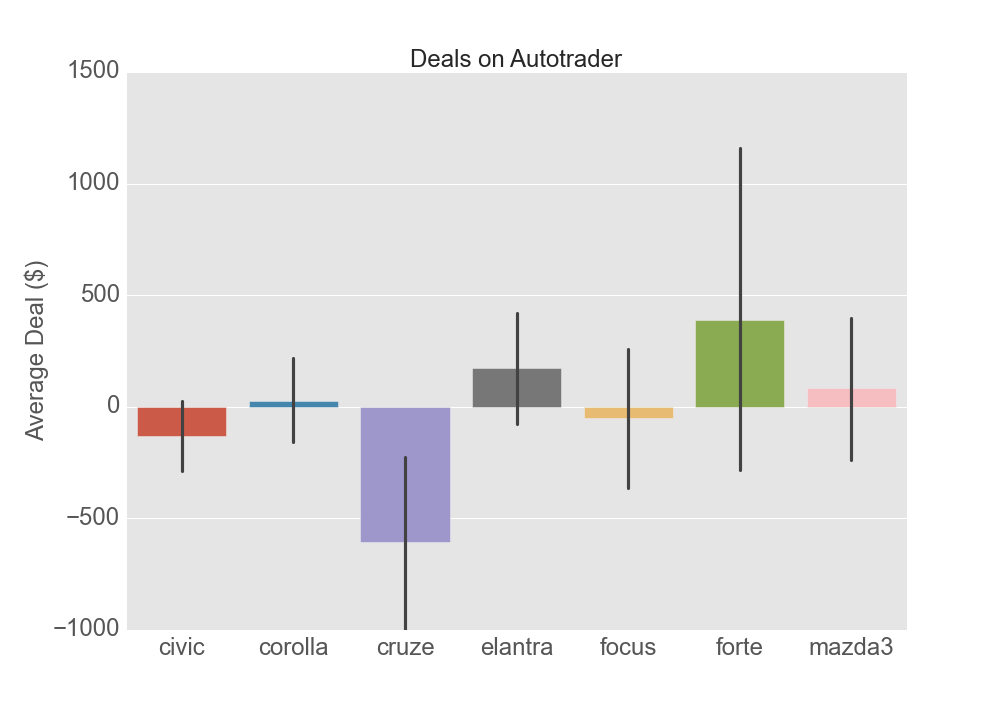 Deals on Autotrader
1500
1000
500
0
−500
−1000
Average Deal ($)
civic corolla cruze elantra focus forte mazda3